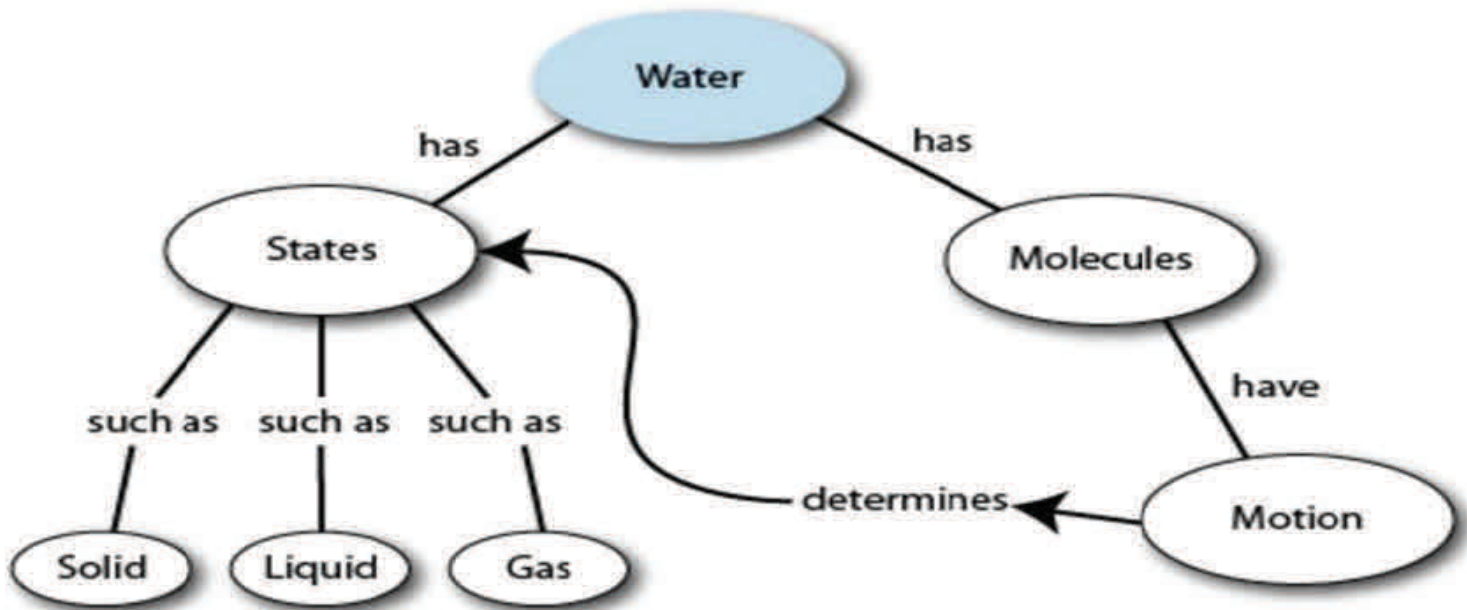 Water
has
has
States
Molecules
have
such as
such as
such as
determines
Motion
Solid
Liquid
Gas